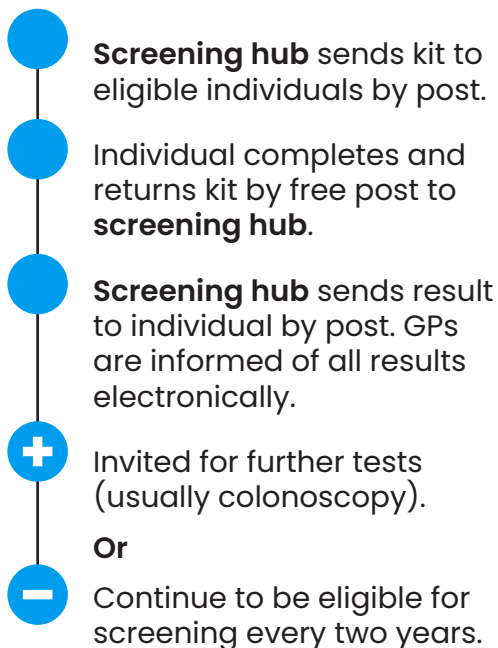 Screening hub sends kit to
eligible individuals by post.
Individual completes and
returns kit by free post to
screening hub.
Screening hub sends result
to individual by post. GPs
are informed of all results
electronically.
Invited for further tests
(usually colonoscopy).
Or
Continue to be eligible for
screening every two years.